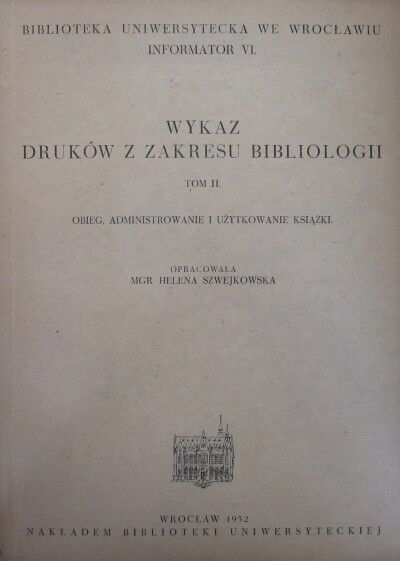 BIBLIOTEKA UNIWERSYTECKA WE WROCŁAWIU
INFORMATOR VI.
WYKAZ
DRUKÓW Z ZAKRESU BIBLIOLOGII
TOM II.
OBIEG, ADMINISTROWANIE I UŻYTKOWANIE KSIĄŻKI.
OPRACOWAŁA
MGR HELENA SZWEJKOWSKA
WROCŁAW 1952
NAKŁADEM BIBLIOTEKI UNIWERSYTECKIEJ